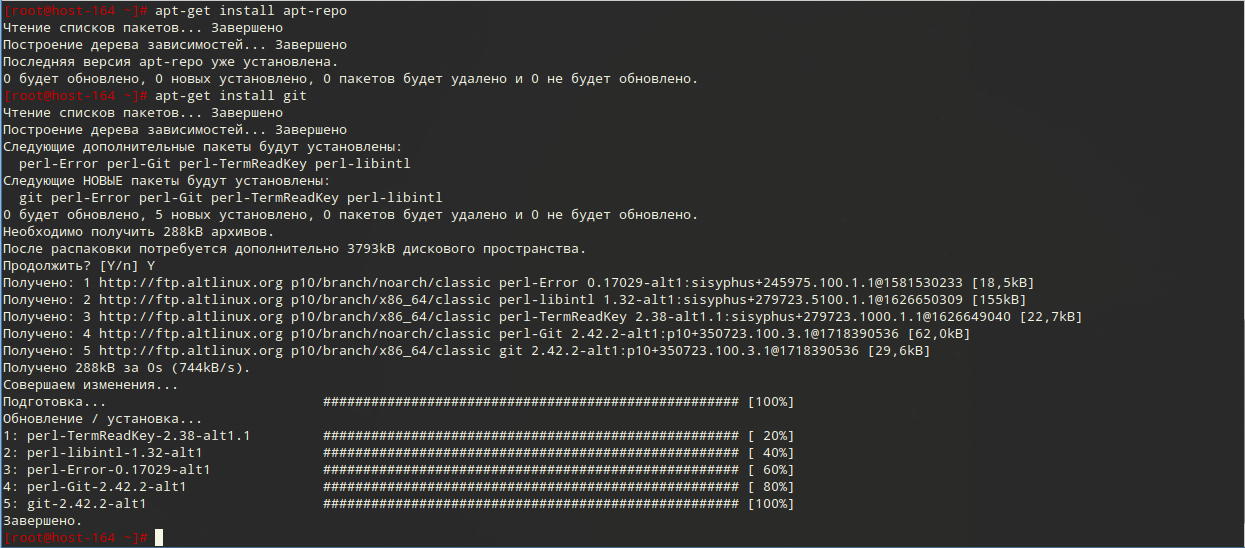 [root@host-164 ~]# apt-get install apt-repo
Чтение списков пакетов... Завершено
Построение дерева зависимостей... Завершено
Последняя версия apt-repo уже установлена.
0 будет обновлено, 0 новых установлено, 0 пакетов будет удалено и 0 не будет обновлено.
[root@host-164 ~]# apt-get install git
Чтение списков пакетов... Завершено
Построение дерева зависимостей... Завершено
Следующие дополнительные пакеты будут установлены:
  perl-Error perl-Git perl-TermReadKey perl-libintl
Следующие НОВЫЕ пакеты будут установлены:
  git perl-Error perl-Git perl-TermReadKey perl-libintl
0 будет обновлено, 5 новых установлено, 0 пакетов будет удалено и 0 не будет обновлено.
Необходимо получить 288kB архивов.
После распаковки потребуется дополнительно 3793kB дискового пространства.
Продолжить? [Y/n] Y
Получено: 1 http://ftp.altlinux.org p10/branch/noarch/classic perl-Error 0.17029-alt1:sisyphus+245975.100.1.1@1581530233 [18,5kB]
Получено: 2 http://ftp.altlinux.org p10/branch/x86_64/classic perl-libintl 1.32-alt1:sisyphus+279723.5100.1.1@1626650309 [155kB]
Получено: 3 http://ftp.altlinux.org p10/branch/x86_64/classic perl-TermReadKey 2.38-alt1.1:sisyphus+279723.1000.1.1@1626649040 [22,7kB]
Получено: 4 http://ftp.altlinux.org p10/branch/noarch/classic perl-Git 2.42.2-alt1:p10+350723.100.3.1@1718390536 [62,0kB]
Получено: 5 http://ftp.altlinux.org p10/branch/x86_64/classic git 2.42.2-alt1:p10+350723.100.3.1@1718390536 [29,6kB]
Получено 288kB за 0s (744kB/s).
Совершаем изменения...
Подготовка... #################################################### [100%]
Обновление / установка...
1: perl-TermReadKey-2.38-alt1.1 #################################################### [ 20%]
2: perl-libintl-1.32-alt1 #################################################### [ 40%]
3: perl-Error-0.17029-alt1 #################################################### [ 60%]
4: perl-Git-2.42.2-alt1 #################################################### [ 80%]
5: git-2.42.2-alt1 #################################################### [100%]
Завершено.
[root@host-164 ~]#